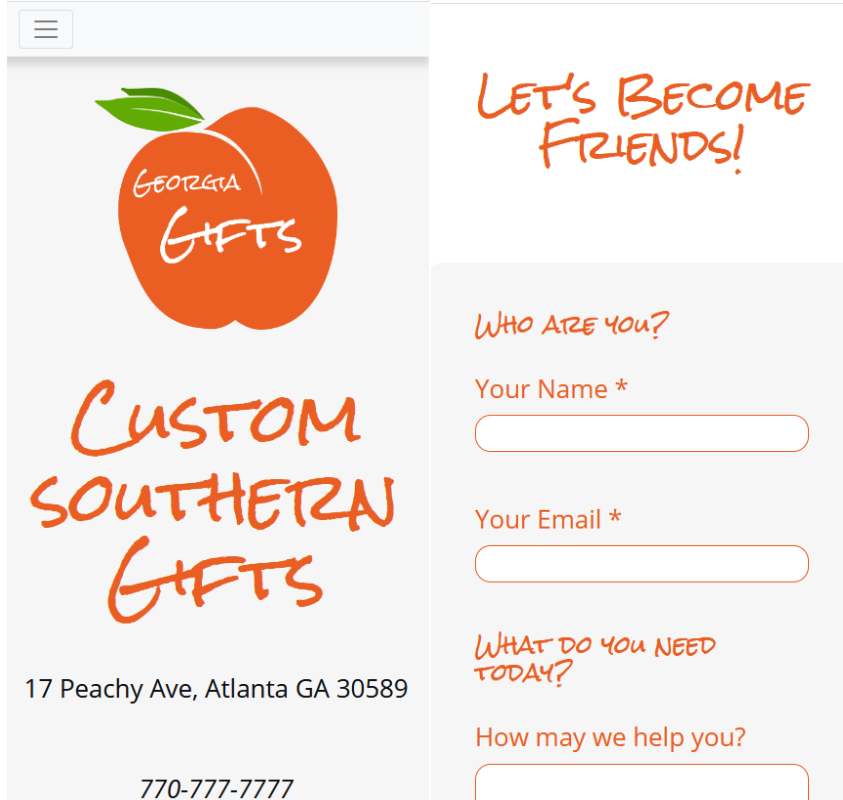 Georgia
Gifts
Custom
southern
Gifts
17 Peachy Ave, Atlanta GA 30589
770-777-7777
Let's Become
Friends!
Who are you?
Your Name *
Your Email *
What do you need
today?
How may we help you?